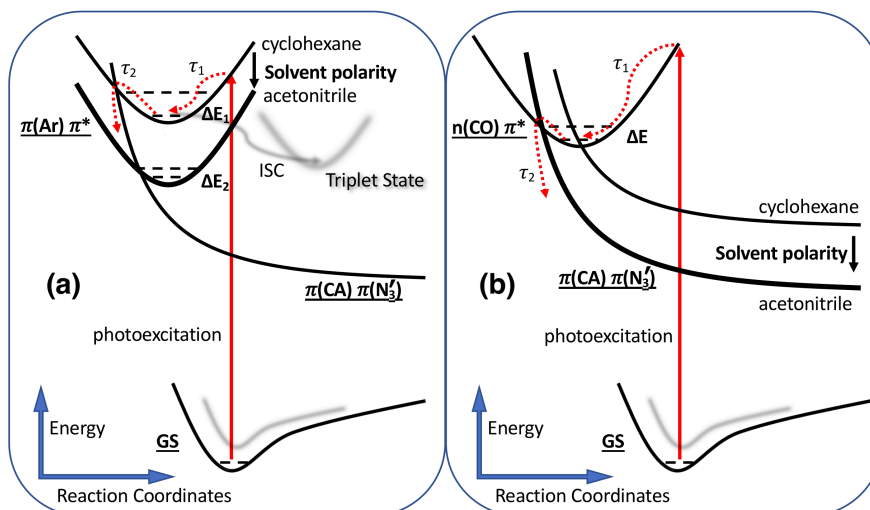 τ₂
τ₁
cyclohexane
Solvent polarity
acetonitrile
π(Ar) π*
ΔE₁
ΔE₂
ISC
Triplet State
(a)
π(CA) π(N₃′)
photoexcitation
Energy
GS
Reaction Coordinates
τ₁
n(CO) π*
ΔE
τ₂
cyclohexane
Solvent polarity
(b)
π(CA) π(N₃′)
acetonitrile
photoexcitation
Energy
GS
Reaction Coordinates